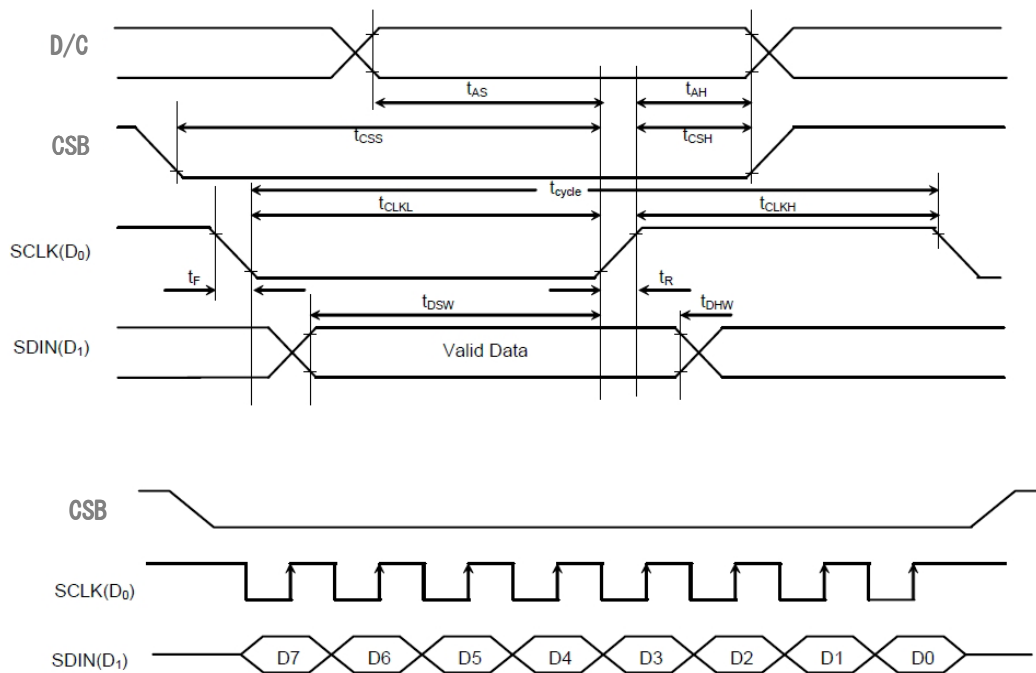 D/C
tAS
tAH
CSB
tCSS
tCSH
tcycle
tCLKL
tCLKH
SCLK(D0)
tF
tR
tDSW
tDHW
SDIN(D1)
Valid Data
CSB
SCLK(D0)
SDIN(D1)
D7 D6 D5 D4 D3 D2 D1 D0